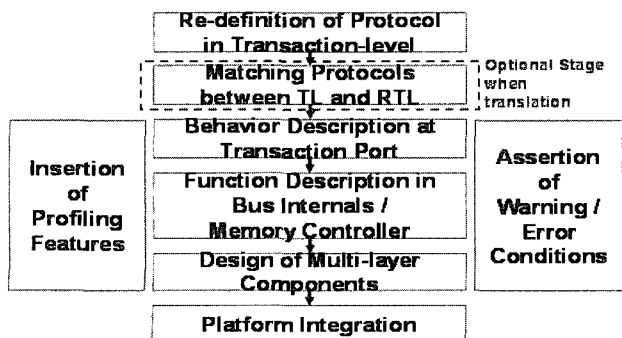 Re-definition of Protocol
in Transaction-level
Matching Protocols
between TL and RTL
Optional Stage
when
translation
Behavior Description at
Transaction Port
Insertion
of
Profiling
Features
Function Description in
Bus Internals /
Memory Controller
Assertion
of
Warning /
Error
Conditions
Design of Multi-layer
Components
Platform Integration